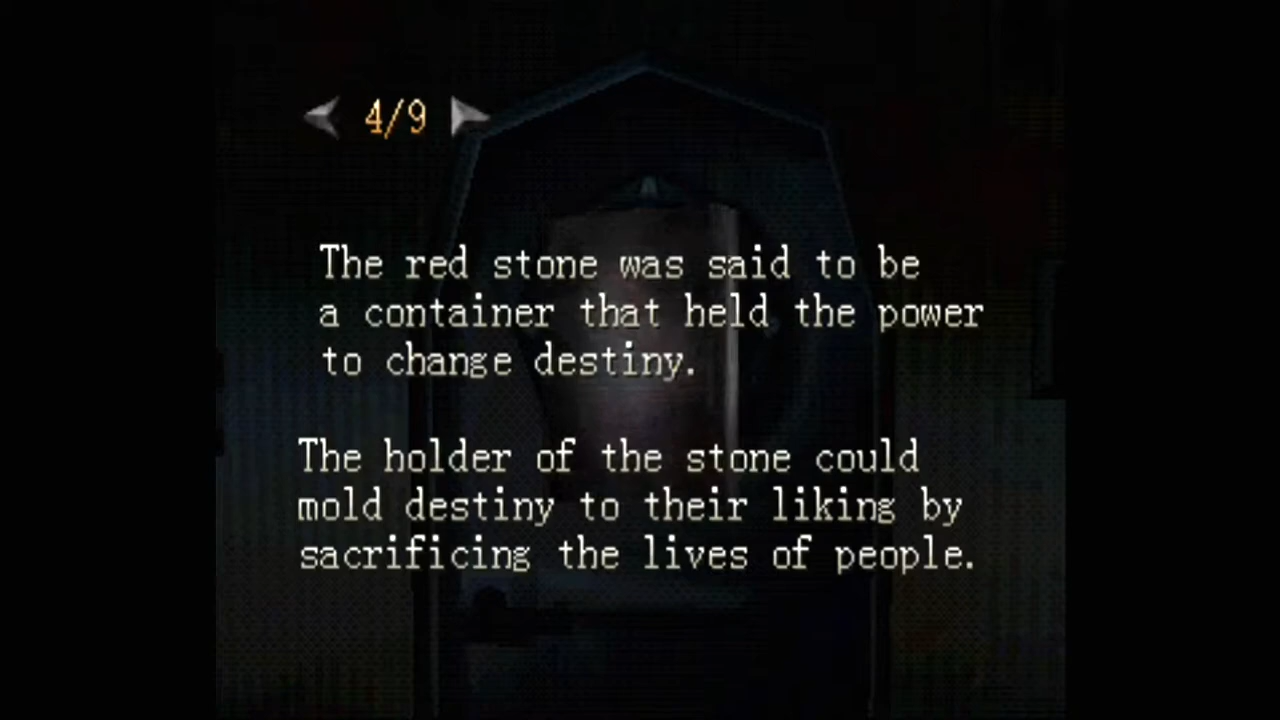 4/9
The red stone was said to be
a container that held the power
to change destiny.
The holder of the stone could
mold destiny to their liking by
sacrificing the lives of people.